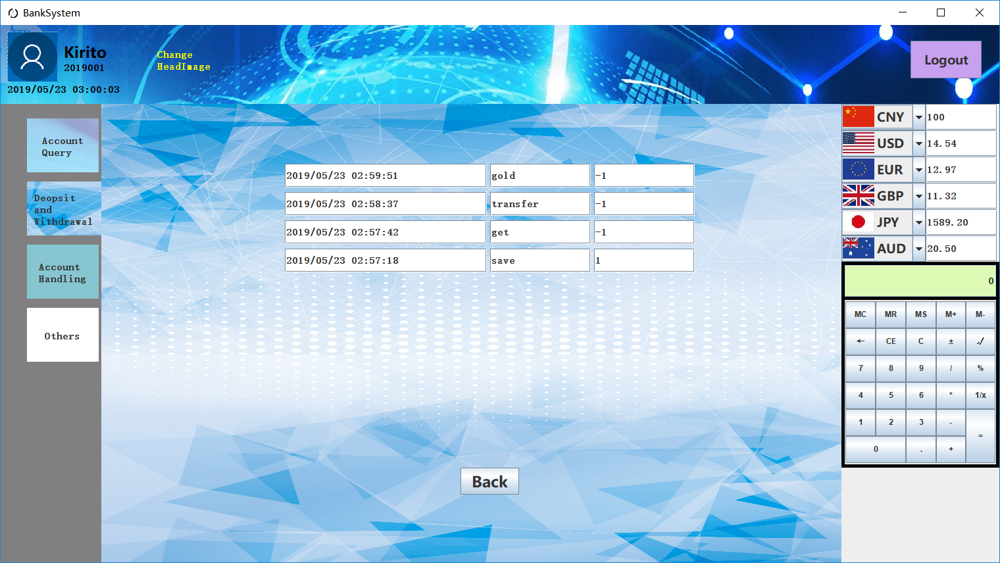 BankSystem
Kirito
2019001
2019/05/23 03:00:03
Change
HeadImage
Logout
Account
Query
Deopsit
and
Withdrawal
Account
Handling
Others
2019/05/23 02:59:51 gold -1
2019/05/23 02:58:37 transfer -1
2019/05/23 02:57:42 get -1
2019/05/23 02:57:18 save 1
Back
CNY 100
USD 14.54
EUR 12.97
GBP 11.32
JPY 1589.20
AUD 20.50
0
MC MR MS M+ M-
← CE C ± √
7 8 9 / %
4 5 6 * 1/x
1 2 3 - =
0 . +